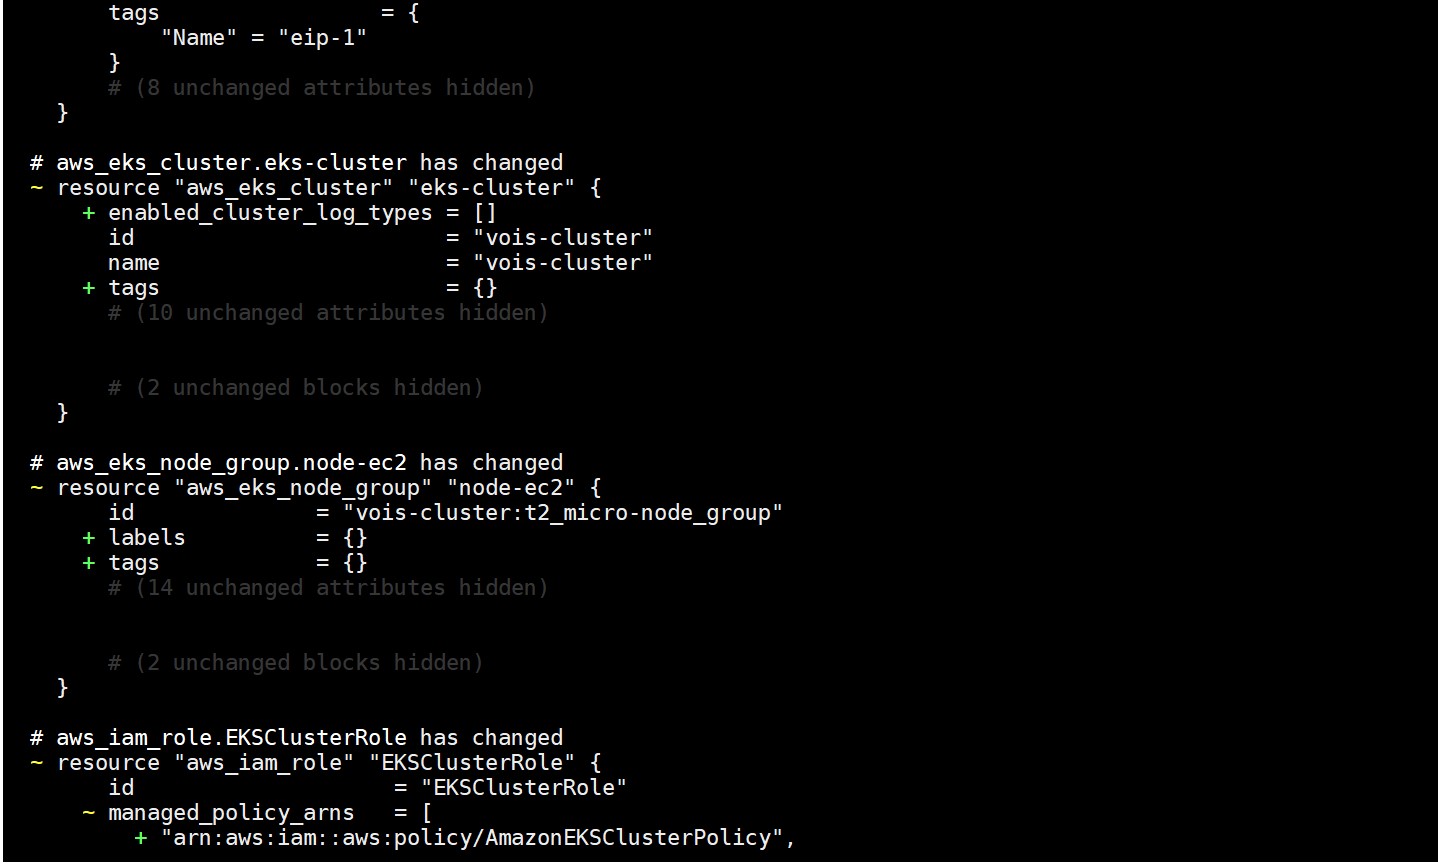 tags                 = {
    "Name" = "eip-1"
}
# (8 unchanged attributes hidden)
}
# aws_eks_cluster.eks-cluster has changed
~ resource "aws_eks_cluster" "eks-cluster" {
+ enabled_cluster_log_types = []
id                        = "vois-cluster"
name                      = "vois-cluster"
+ tags                      = {}
# (10 unchanged attributes hidden)
# (2 unchanged blocks hidden)
}
# aws_eks_node_group.node-ec2 has changed
~ resource "aws_eks_node_group" "node-ec2" {
id              = "vois-cluster:t2_micro-node_group"
+ labels          = {}
+ tags            = {}
# (14 unchanged attributes hidden)
# (2 unchanged blocks hidden)
}
# aws_iam_role.EKSClusterRole has changed
~ resource "aws_iam_role" "EKSClusterRole" {
id                    = "EKSClusterRole"
~ managed_policy_arns   = [
+ "arn:aws:iam::aws:policy/AmazonEKSClusterPolicy",